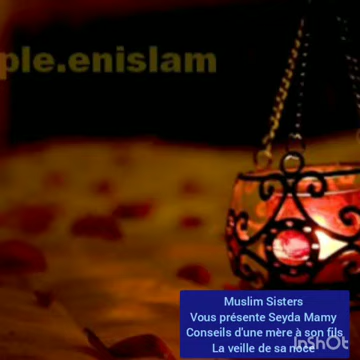 ple.enislam
Muslim Sisters
Vous présente Seyda Mamy
Conseils d'une mère à son fils
La veille de sa noce
InShot